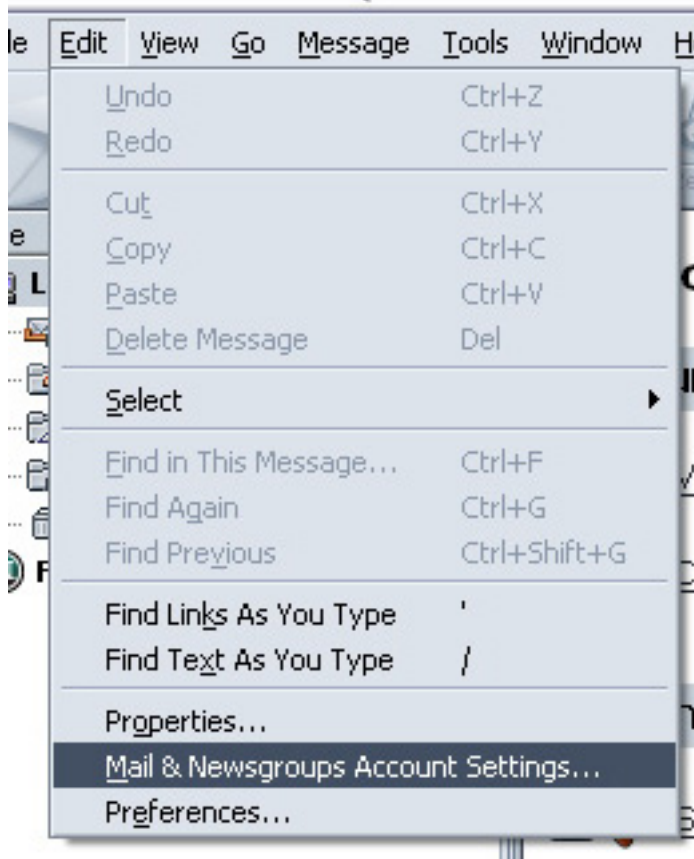 le Edit View Go Message Tools Window H
Undo Ctrl+Z
Redo Ctrl+Y
Cut Ctrl+X
e
Copy Ctrl+C
L
Paste Ctrl+V
Delete Message Del
Select
Find in This Message... Ctrl+F
Find Again Ctrl+G
Find Previous Ctrl+Shift+G
F
Find Links As You Type '
Find Text As You Type /
Properties...
Mail & Newsgroups Account Settings...
Preferences...